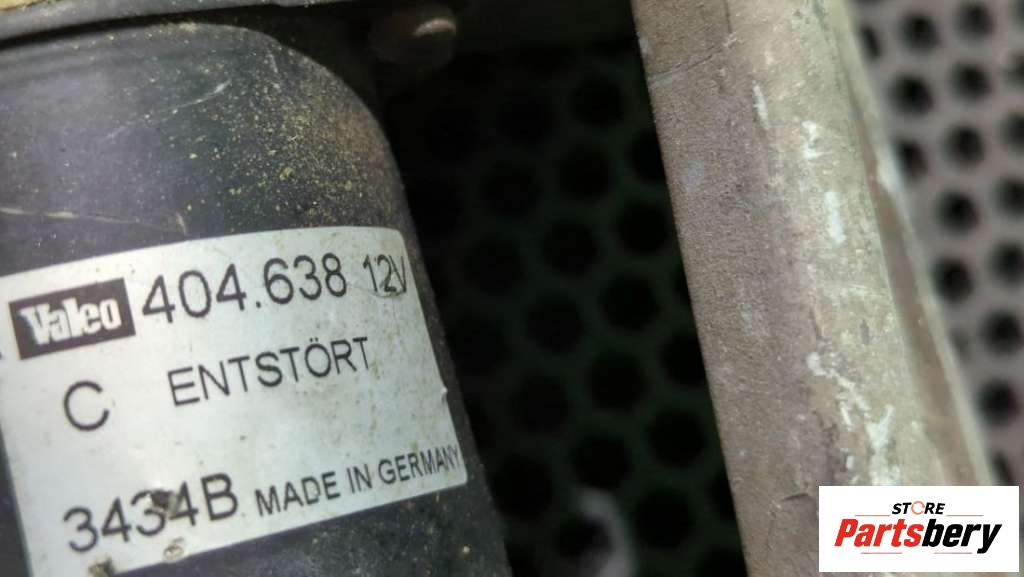 Valeo 404.638 12V
C ENTSTÖRT
3434B MADE IN GERMANY
STORE
Partsbery